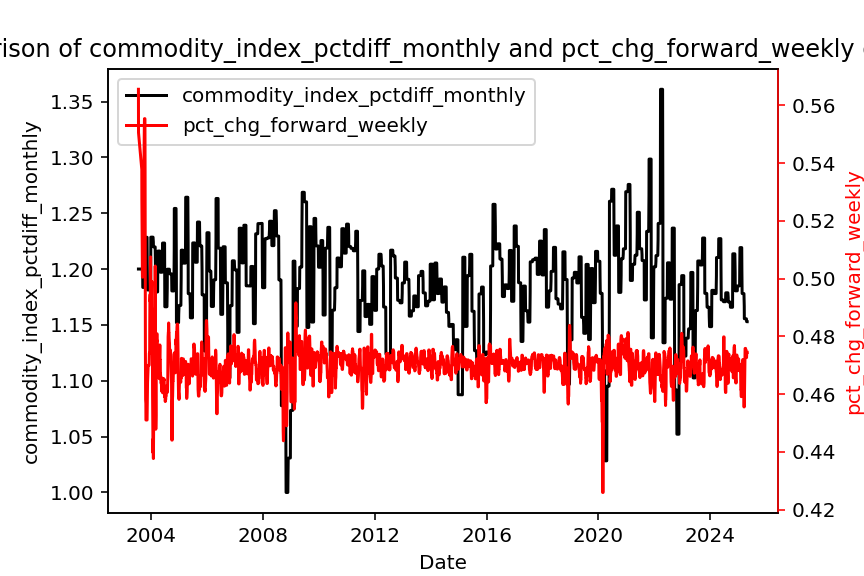 rison of commodity_index_pctdiff_monthly and pct_chg_forward_weekly
commodity_index_pctdiff_monthly
pct_chg_forward_weekly
commodity_index_pctdiff_monthly
1.35
1.30
1.25
1.20
1.15
1.10
1.05
1.00
0.56
0.54
0.52
0.50
0.48
0.46
0.44
0.42
pct_chg_forward_weekly
2004 2008 2012 2016 2020 2024
Date